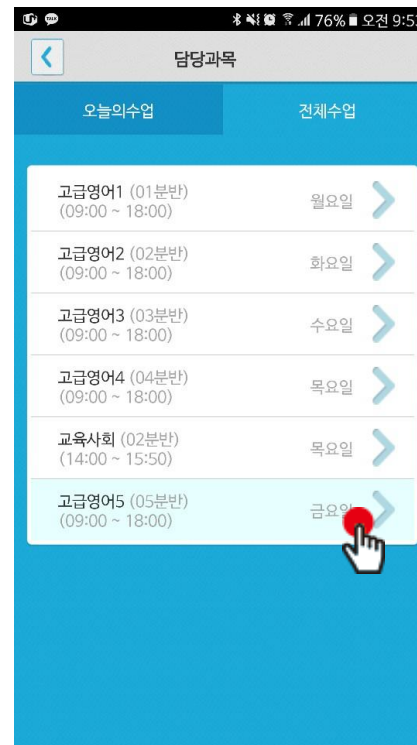 76% 오전 9:5
담당과목
오늘의수업 전체수업
고급영어1 (01분반)
(09:00 ~ 18:00)
월요일
고급영어2 (02분반)
(09:00 ~ 18:00)
화요일
고급영어3 (03분반)
(09:00 ~ 18:00)
수요일
고급영어4 (04분반)
(09:00 ~ 18:00)
목요일
교육사회 (02분반)
(14:00 ~ 15:50)
목요일
고급영어5 (05분반)
(09:00 ~ 18:00)
금요일